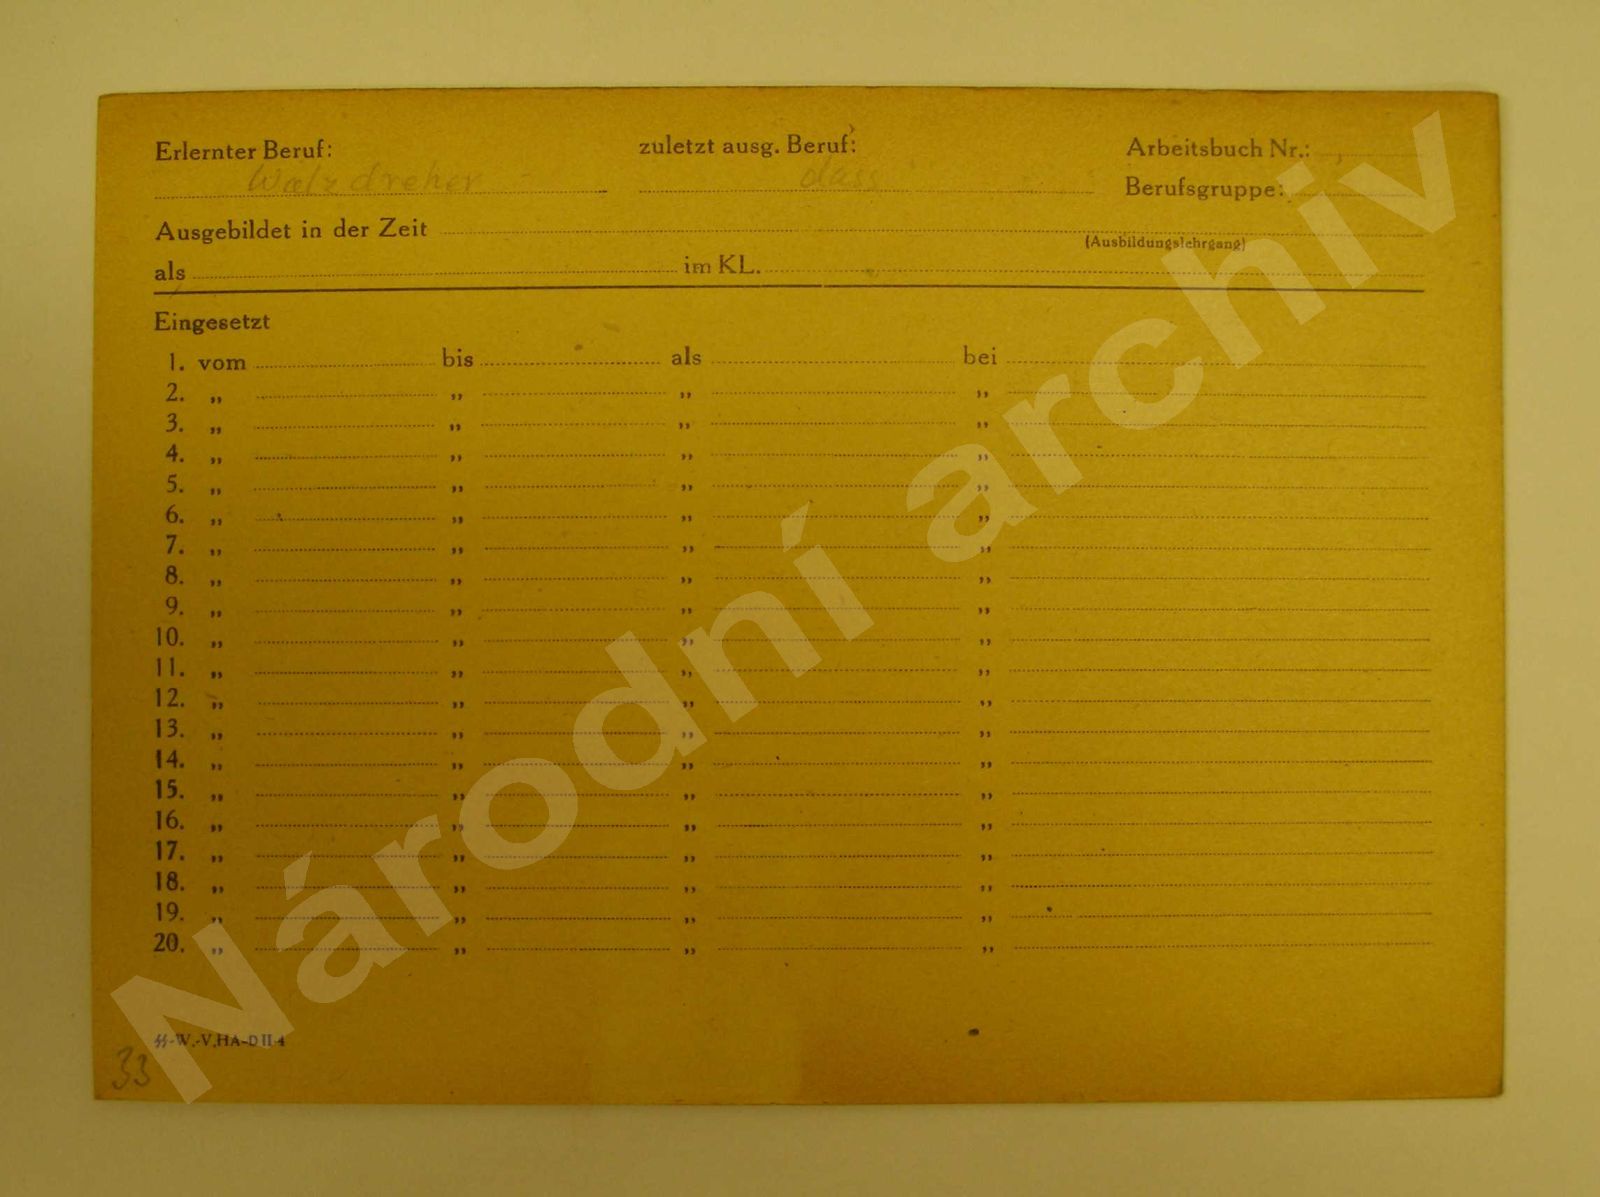 Erlernter Beruf: zuletzt ausg. Beruf: Arbeitsbuch Nr.:
Walzdreher dass Berufsgruppe:
Ausgebildet in der Zeit
(Ausbildungslehrgang)
als im KL.
Eingesetzt
1. vom bis als bei
2. „ „ „ „
3. „ „ „ „
4. „ „ „ „
5. „ „ „ „
6. „ „ „ „
7. „ „ „ „
8. „ „ „ „
9. „ „ „ „
10. „ „ „ „
11. „ „ „ „
12. „ „ „ „
13. „ „ „ „
14. „ „ „ „
15. „ „ „ „
16. „ „ „ „
17. „ „ „ „
18. „ „ „ „
19. „ „ „ „
20. „ „ „ „
SS-W.-V.HA-D II 4
33
Národní archiv